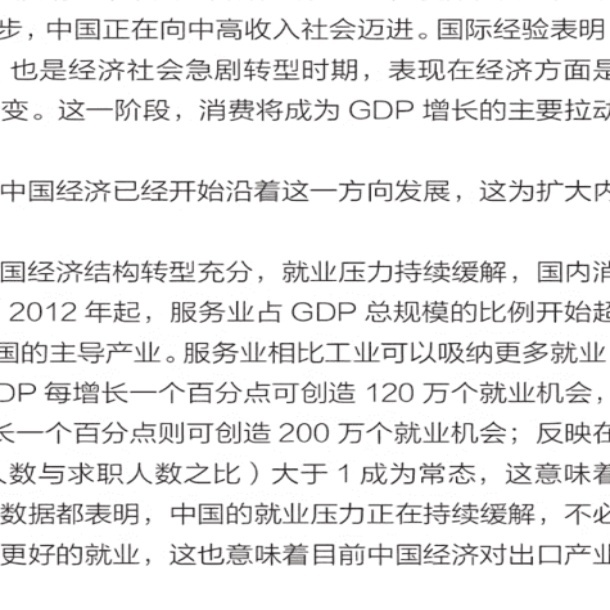 步，中国正在向中高收入社会迈进。国际经验表明
也是经济社会急剧转型时期，表现在经济方面是
变。这一阶段，消费将成为 GDP 增长的主要拉动
中国经济已经开始沿着这一方向发展，这为扩大内
国经济结构转型充分，就业压力持续缓解，国内消
2012 年起，服务业占 GDP 总规模的比例开始超
国的主导产业。服务业相比工业可以吸纳更多就业
DP 每增长一个百分点可创造 120 万个就业机会，
长一个百分点则可创造 200 万个就业机会；反映在
人数与求职人数之比）大于 1 成为常态，这意味着
数据都表明，中国的就业压力正在持续缓解，不必
更好的就业，这也意味着目前中国经济对出口产业